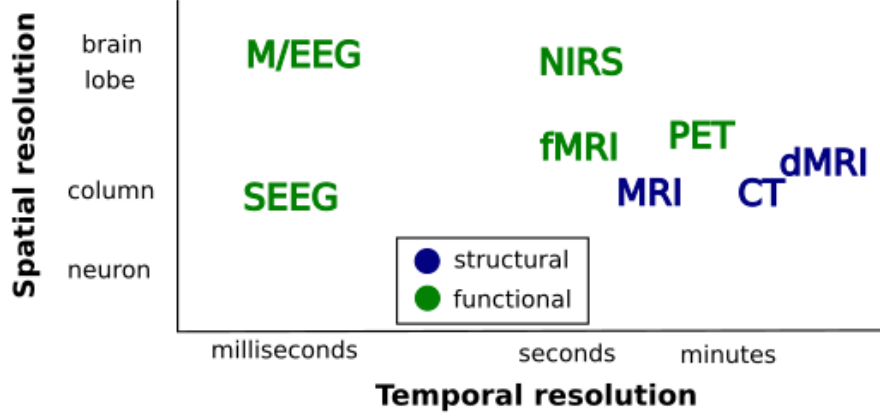 Spatial resolution
brain
lobe
column
neuron
M/EEG
NIRS
fMRI
PET
dMRI
SEEG
MRI
CT
structural
functional
milliseconds
seconds
minutes
Temporal resolution